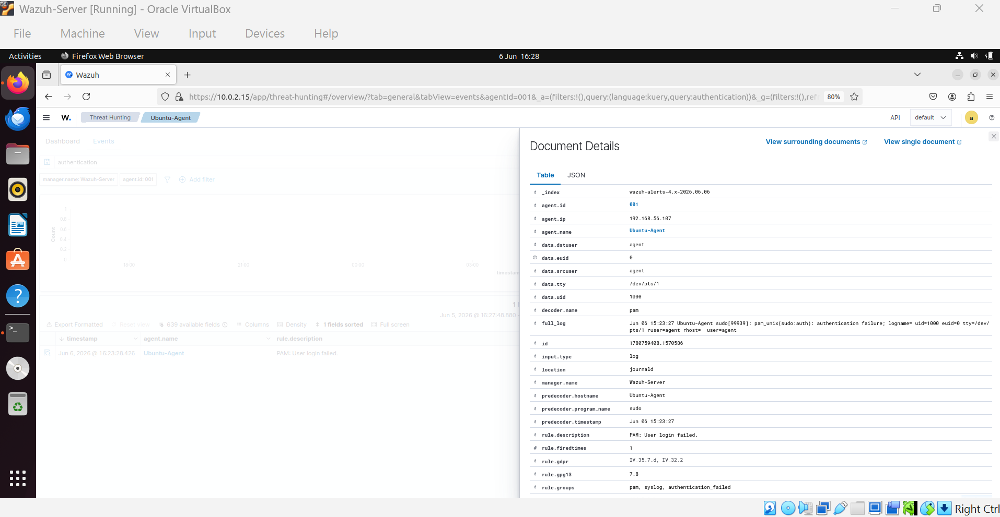 Wazuh-Server [Running] - Oracle VirtualBox
File Machine View Input Devices Help
Activities Firefox Web Browser 6 Jun 16:28
Wazuh
https://10.0.2.15/app/threat-hunting#/overview/?tab=general&tabView=events&agentId=001&_a=(filters:!(),query:(language:kuery,query:authentication))&_g=(filters:!(),refr 80%
W. Threat Hunting Ubuntu-Agent API default a
Dashboard Events
authentication
manager.name: Wazuh-Server agent.id: 001 Add filter
Count
1
0.8
0.6
0.4
0.2
0
18:00 21:00 00:00 03:00
timestam
1
Jun 5, 2026 @ 16:27:48.880 -
Export Formatted Reset view 639 available fields Columns Density 1 fields sorted Full screen
timestamp agent.name rule.description
Jun 6, 2026 @ 16:23:28.426 Ubuntu-Agent PAM: User login failed.
Document Details View surrounding documents View single document
Table JSON
t _index wazuh-alerts-4.x-2026.06.06
t agent.id 001
t agent.ip 192.168.56.107
t agent.name Ubuntu-Agent
t data.dstuser agent
data.euid 0
t data.srcuser agent
t data.tty /dev/pts/1
t data.uid 1000
t decoder.name pam
t full_log Jun 06 15:23:27 Ubuntu-Agent sudo[99939]: pam_unix(sudo:auth): authentication failure; logname= uid=1000 euid=0 tty=/dev/
pts/1 ruser=agent rhost= user=agent
t id 1780759408.1570586
t input.type log
t location journald
t manager.name Wazuh-Server
t predecoder.hostname Ubuntu-Agent
t predecoder.program_name sudo
t predecoder.timestamp Jun 06 15:23:27
t rule.description PAM: User login failed.
# rule.firedtimes 1
t rule.gdpr IV_35.7.d, IV_32.2
t rule.gpg13 7.8
t rule.groups pam, syslog, authentication_failed
Right Ctrl